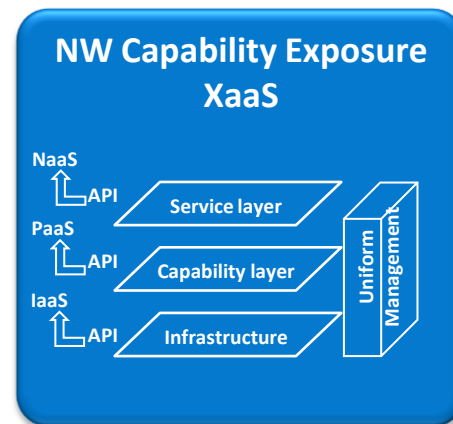 NW Capability Exposure
XaaS
NaaS
API
Service layer
PaaS
API
Capability layer
IaaS
API
Infrastructure
Uniform
Management